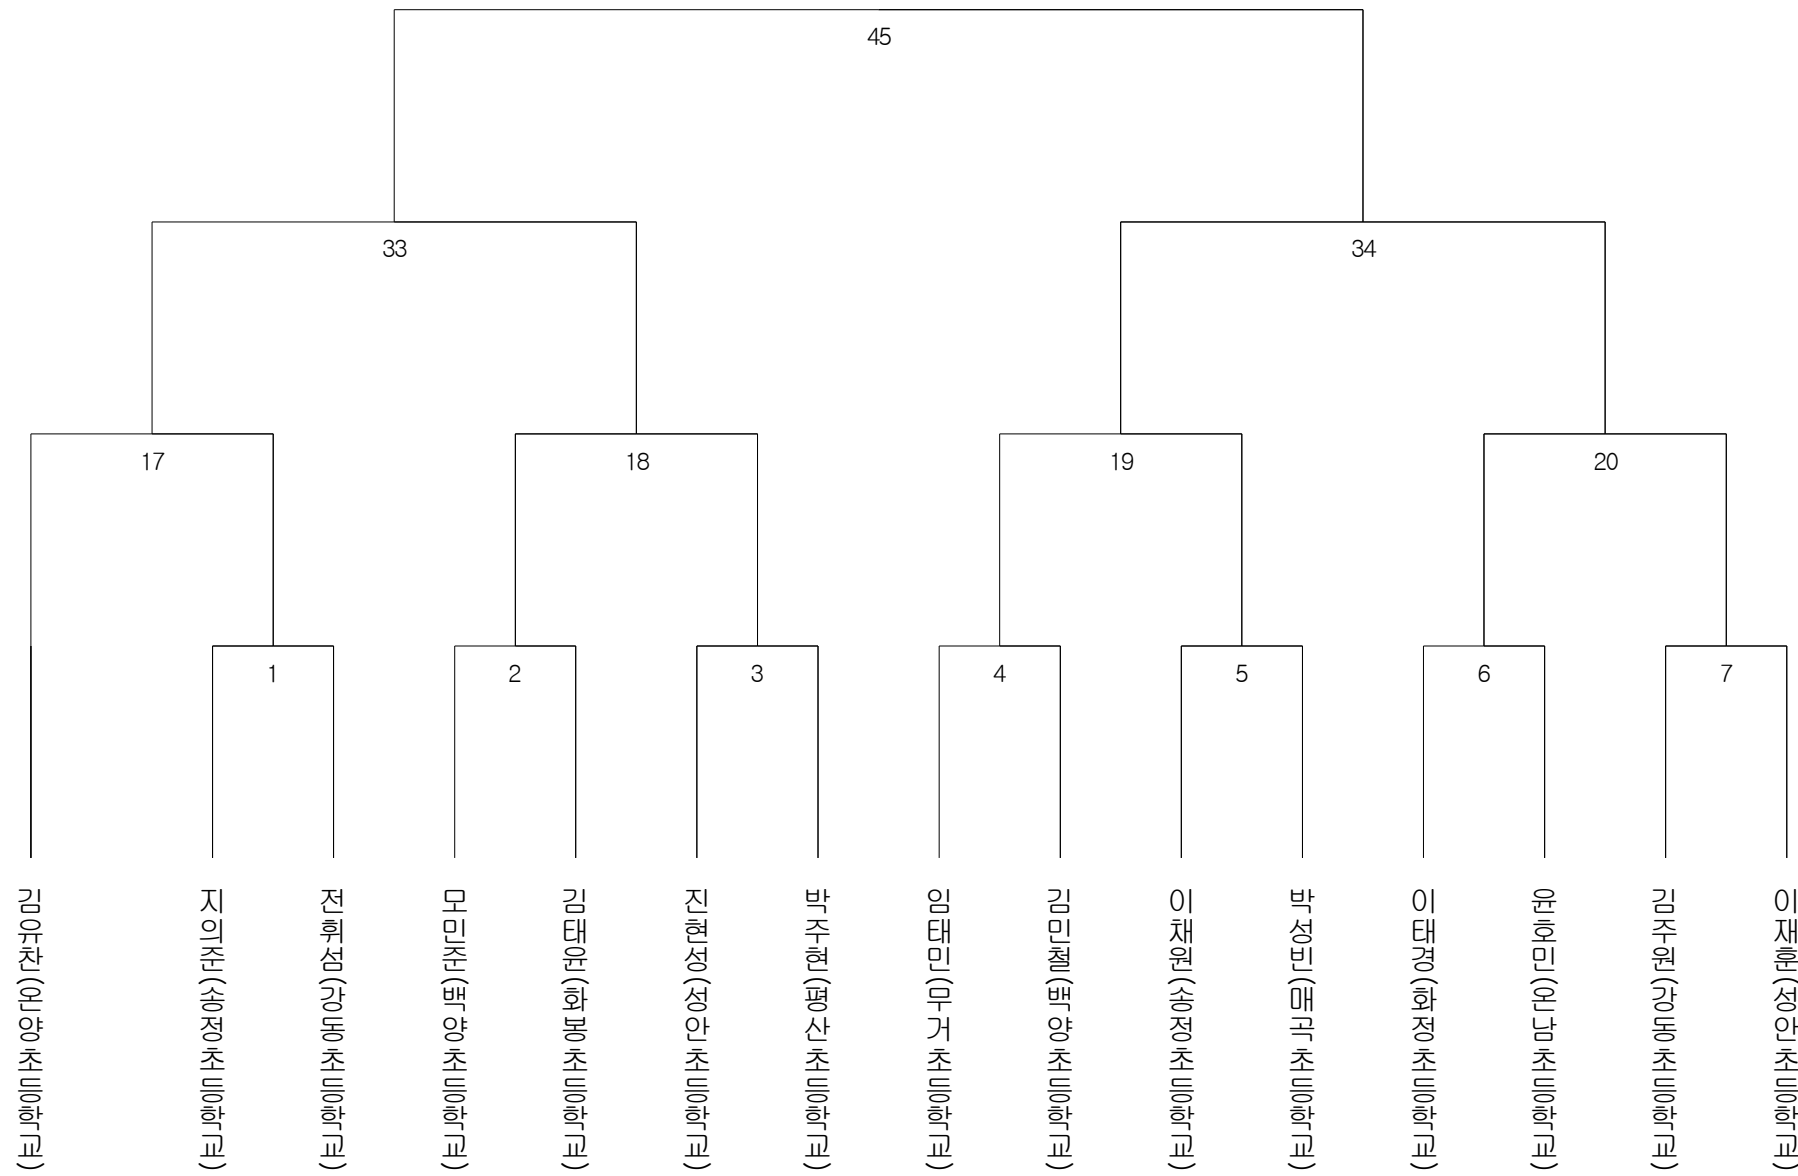 45
33
34
17
18
19
20
1
2
3
4
5
6
7
김유찬(온양초등학교)
지의준(송정초등학교)
전휘섬(강동초등학교)
모민준(백양초등학교)
김태윤(화봉초등학교)
진현성(성안초등학교)
박주현(평산초등학교)
임태민(무거초등학교)
김민철(백양초등학교)
이채원(송정초등학교)
박성빈(매곡초등학교)
이태경(화정초등학교)
윤호민(온남초등학교)
김주원(강동초등학교)
이재훈(성안초등학교)